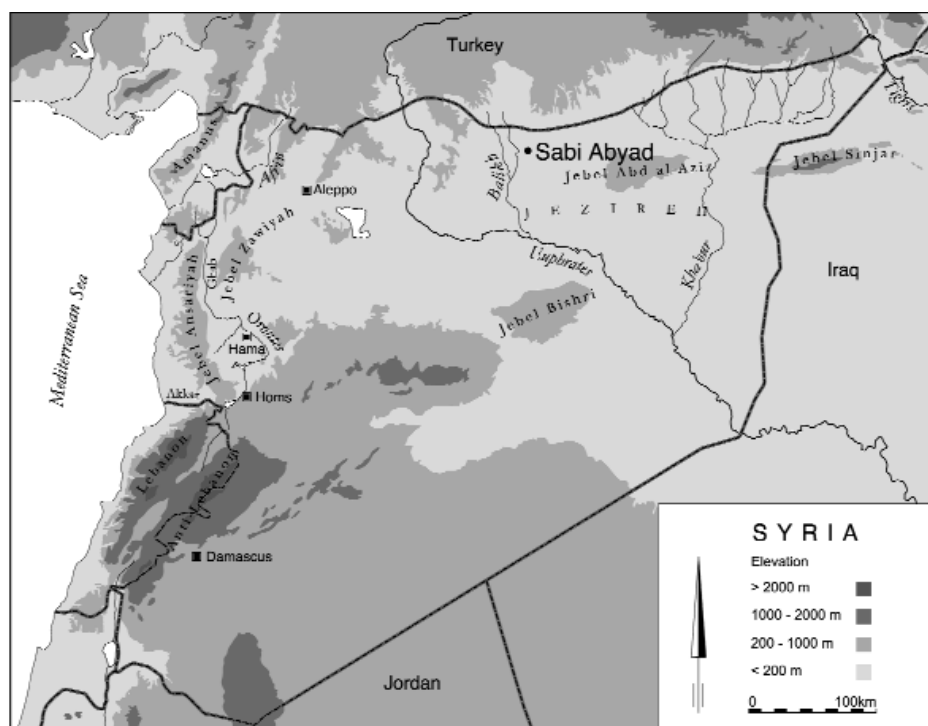 Turkey
Tigris
Amanus
Afrin
Sabi Abyad
Balikh
Jebel Abd al Aziz
Jebel Sinjar
Aleppo
JEZIREH
Jebel Zawiyah
Ghab
Jebel Ansariyah
Euphrates
Khabur
Iraq
Mediterranean Sea
Orontes
Jebel Bishri
Hama
Akkar
Homs
Lebanon
Anti-Lebanon
Damascus
Jordan
SYRIA
Elevation
> 2000 m
1000 - 2000 m
200 - 1000 m
< 200 m
0 100km